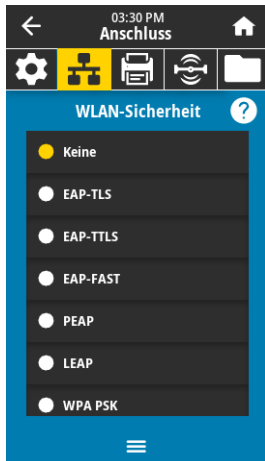 03:30 PM
Anschluss
WLAN-Sicherheit
?
Keine
EAP-TLS
EAP-TTLS
EAP-FAST
PEAP
LEAP
WPA PSK